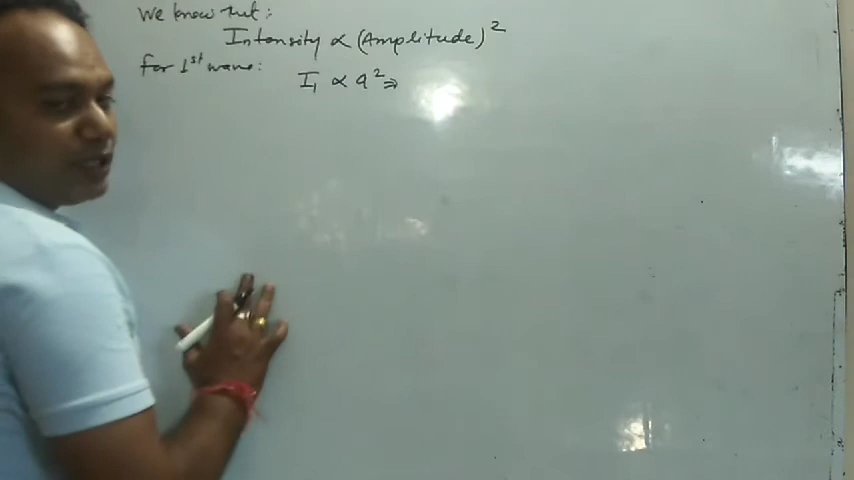 We know that:
Intensity ∝ (Amplitude)²
for 1st wave:
I₁ ∝ a² ⇒